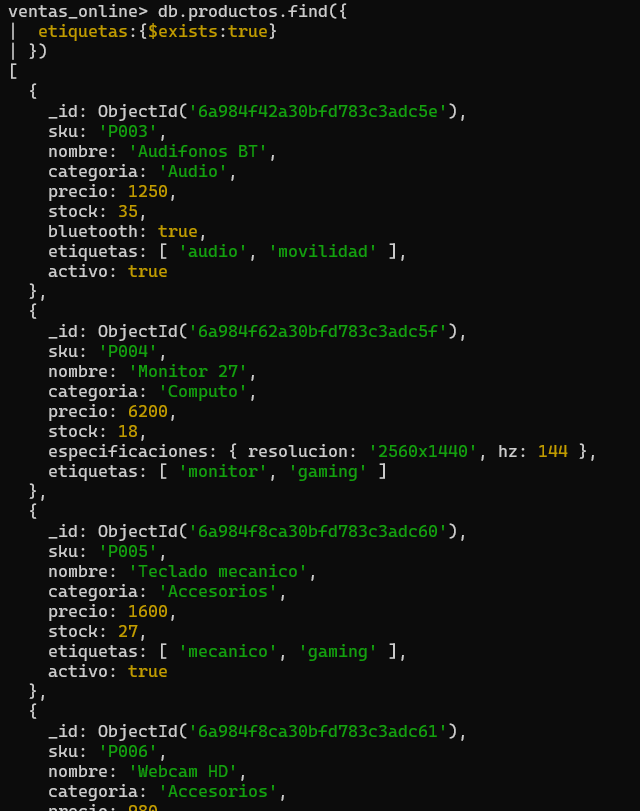 ventas_online> db.productos.find({
| etiquetas:{$exists:true}
| })
[
{
_id: ObjectId('6a984f42a30bfd783c3adc5e'),
sku: 'P003',
nombre: 'Audifonos BT',
categoria: 'Audio',
precio: 1250,
stock: 35,
bluetooth: true,
etiquetas: [ 'audio', 'movilidad' ],
activo: true
},
{
_id: ObjectId('6a984f62a30bfd783c3adc5f'),
sku: 'P004',
nombre: 'Monitor 27',
categoria: 'Computo',
precio: 6200,
stock: 18,
especificaciones: { resolucion: '2560x1440', hz: 144 },
etiquetas: [ 'monitor', 'gaming' ]
},
{
_id: ObjectId('6a984f8ca30bfd783c3adc60'),
sku: 'P005',
nombre: 'Teclado mecanico',
categoria: 'Accesorios',
precio: 1600,
stock: 27,
etiquetas: [ 'mecanico', 'gaming' ],
activo: true
},
{
_id: ObjectId('6a984f8ca30bfd783c3adc61'),
sku: 'P006',
nombre: 'Webcam HD',
categoria: 'Accesorios',
precio: 980